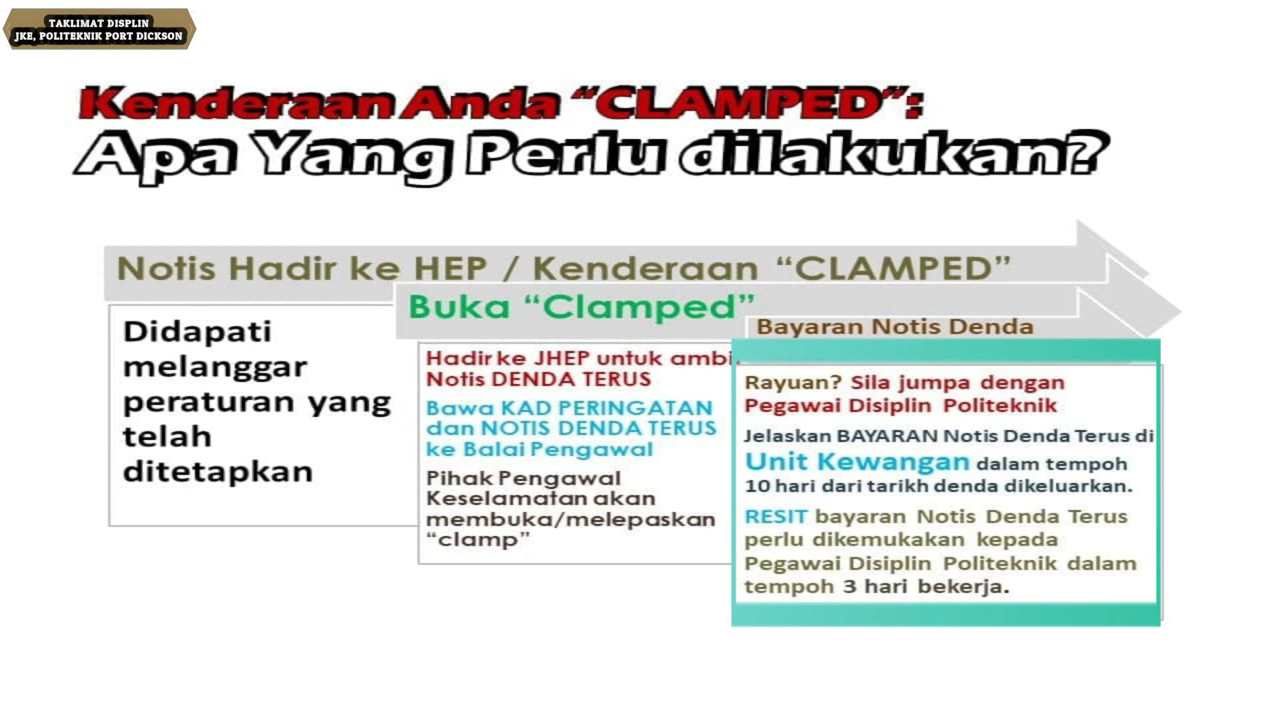 TAKLIMAT DISPLIN
JKE, POLITEKNIK PORT DICKSON
Kenderaan Anda “CLAMPED”:
Apa Yang Perlu dilakukan?
Notis Hadir ke HEP / Kenderaan “CLAMPED”
Didapati
melanggar
peraturan yang
telah
ditetapkan
Buka “Clamped”
Hadir ke JHEP untuk ambi
Notis DENDA TERUS
Bawa KAD PERINGATAN
dan NOTIS DENDA TERUS
ke Balai Pengawal
Pihak Pengawal
Keselamatan akan
membuka/melepaskan
“clamp”
Bayaran Notis Denda
Rayuan? Sila jumpa dengan
Pegawai Disiplin Politeknik
Jelaskan BAYARAN Notis Denda Terus di
Unit Kewangan dalam tempoh
10 hari dari tarikh denda dikeluarkan.
RESIT bayaran Notis Denda Terus
perlu dikemukakan kepada
Pegawai Disiplin Politeknik dalam
tempoh 3 hari bekerja.